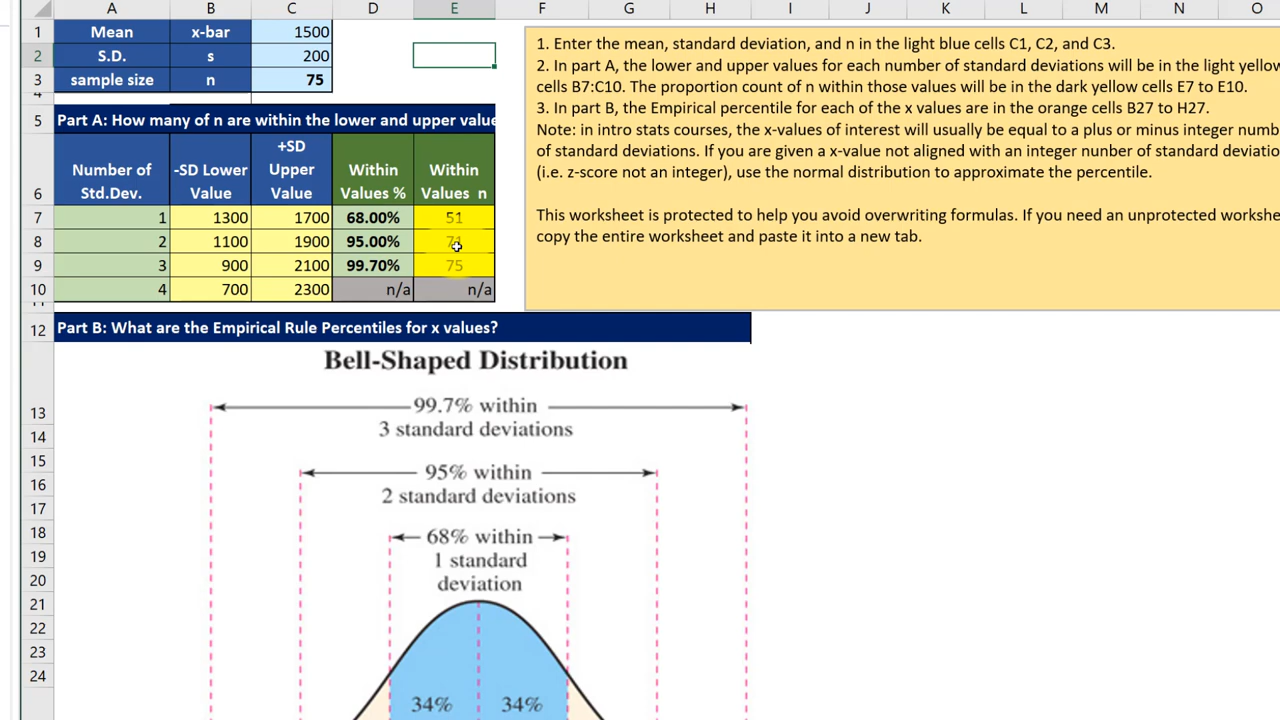 A B C D E F G H I J K L M N O
1 Mean x-bar 1500
2 S.D. s 200
3 sample size n 75
4
5 Part A: How many of n are within the lower and upper value
6 Number of Std.Dev. -SD Lower Value +SD Upper Value Within Values % Within Values n
7 1 1300 1700 68.00% 51
8 2 1100 1900 95.00% 71
9 3 900 2100 99.70% 75
10 4 700 2300 n/a n/a
11
12 Part B: What are the Empirical Rule Percentiles for x values?
1. Enter the mean, standard deviation, and n in the light blue cells C1, C2, and C3.
2. In part A, the lower and upper values for each number of standard deviations will be in the light yellow
cells B7:C10. The proportion count of n within those values will be in the dark yellow cells E7 to E10.
3. In part B, the Empirical percentile for each of the x values are in the orange cells B27 to H27.
Note: in intro stats courses, the x-values of interest will usually be equal to a plus or minus integer numb
of standard deviations. If you are given a x-value not aligned with an integer nunber of standard deviatio
(i.e. z-score not an integer), use the normal distribution to approximate the percentile.
This worksheet is protected to help you avoid overwriting formulas. If you need an unprotected workshe
copy the entire worksheet and paste it into a new tab.
Bell-Shaped Distribution
13 99.7% within
14 3 standard deviations
15 95% within
16 2 standard deviations
17
18 68% within
19 1 standard
20 deviation
21
22
23
24
34% 34%